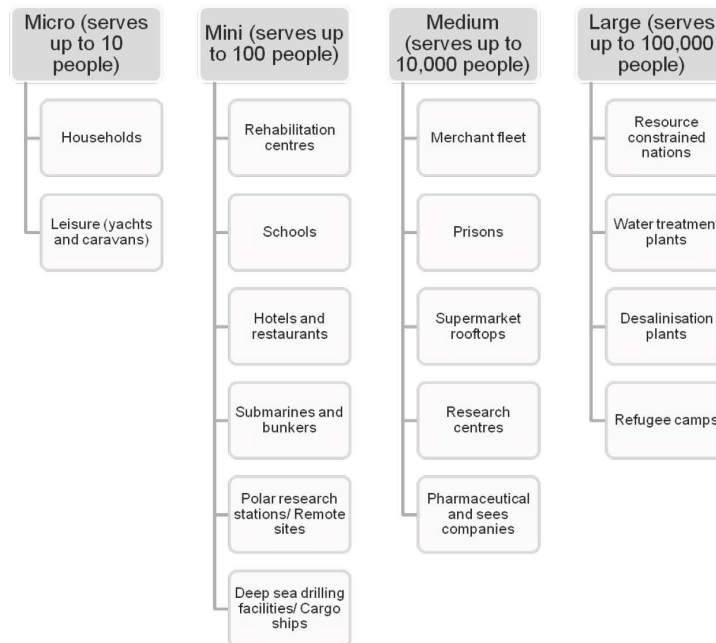 Micro (serves
up to 10
people)
Households
Leisure (yachts
and caravans)
Mini (serves up
to 100 people)
Rehabilitation
centres
Schools
Hotels and
restaurants
Submarines and
bunkers
Polar research
stations/ Remote
sites
Deep sea drilling
facilities/ Cargo
ships
Medium
(serves up to
10,000 people)
Merchant fleet
Prisons
Supermarket
rooftops
Research
centres
Pharmaceutical
and sees
companies
Large (serves
up to 100,000
people)
Resource
constrained
nations
Water treatment
plants
Desalinisation
plants
Refugee camps